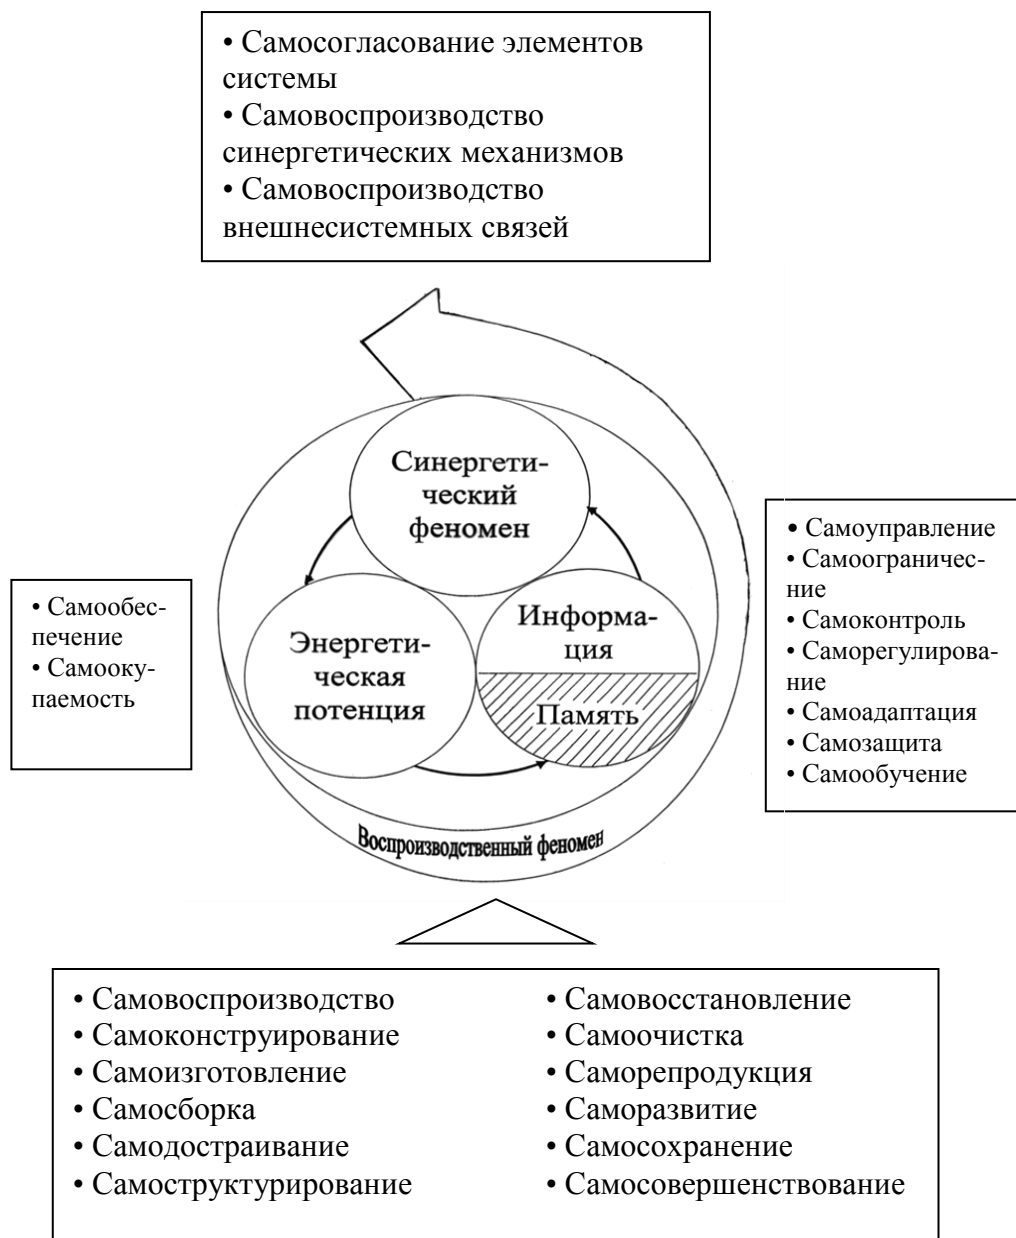 • Самосогласование элементов
системы
• Самовоспроизводство
синергетических механизмов
• Самовоспроизводство
внешнесистемных связей
Синергети-
ческий
феномен
Энергети-
ческая
потенция
Информа-
ция
Память
Воспроизводственный феномен
• Самообес-
печение
• Самооку-
паемость
• Самоуправление
• Самоограничес-
ние
• Самоконтроль
• Саморегулирова-
ние
• Самоадаптация
• Самозащита
• Самообучение
• Самовоспроизводство
• Самоконструирование
• Самоизготовление
• Самосборка
• Самодостраивание
• Самоструктурирование
• Самовосстановление
• Самоочистка
• Саморепродукция
• Саморазвитие
• Самосохранение
• Самосовершенствование